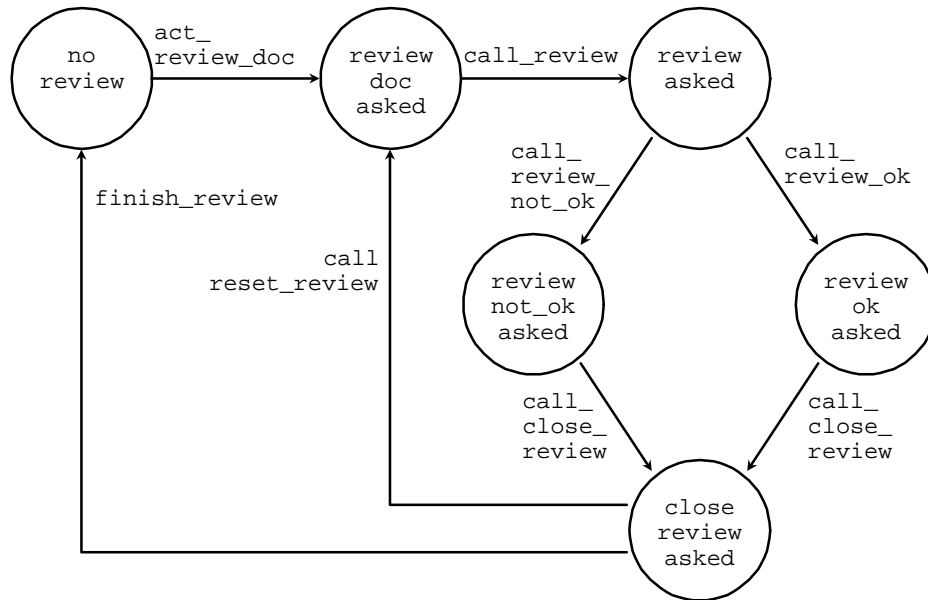 no
review
act_
review_doc
review
doc
asked
call_review
review
asked
call_
review_
not_ok
call_
review_ok
finish_review
call
reset_review
review
not_ok
asked
review
ok
asked
call_
close_
review
call_
close_
review
close
review
asked